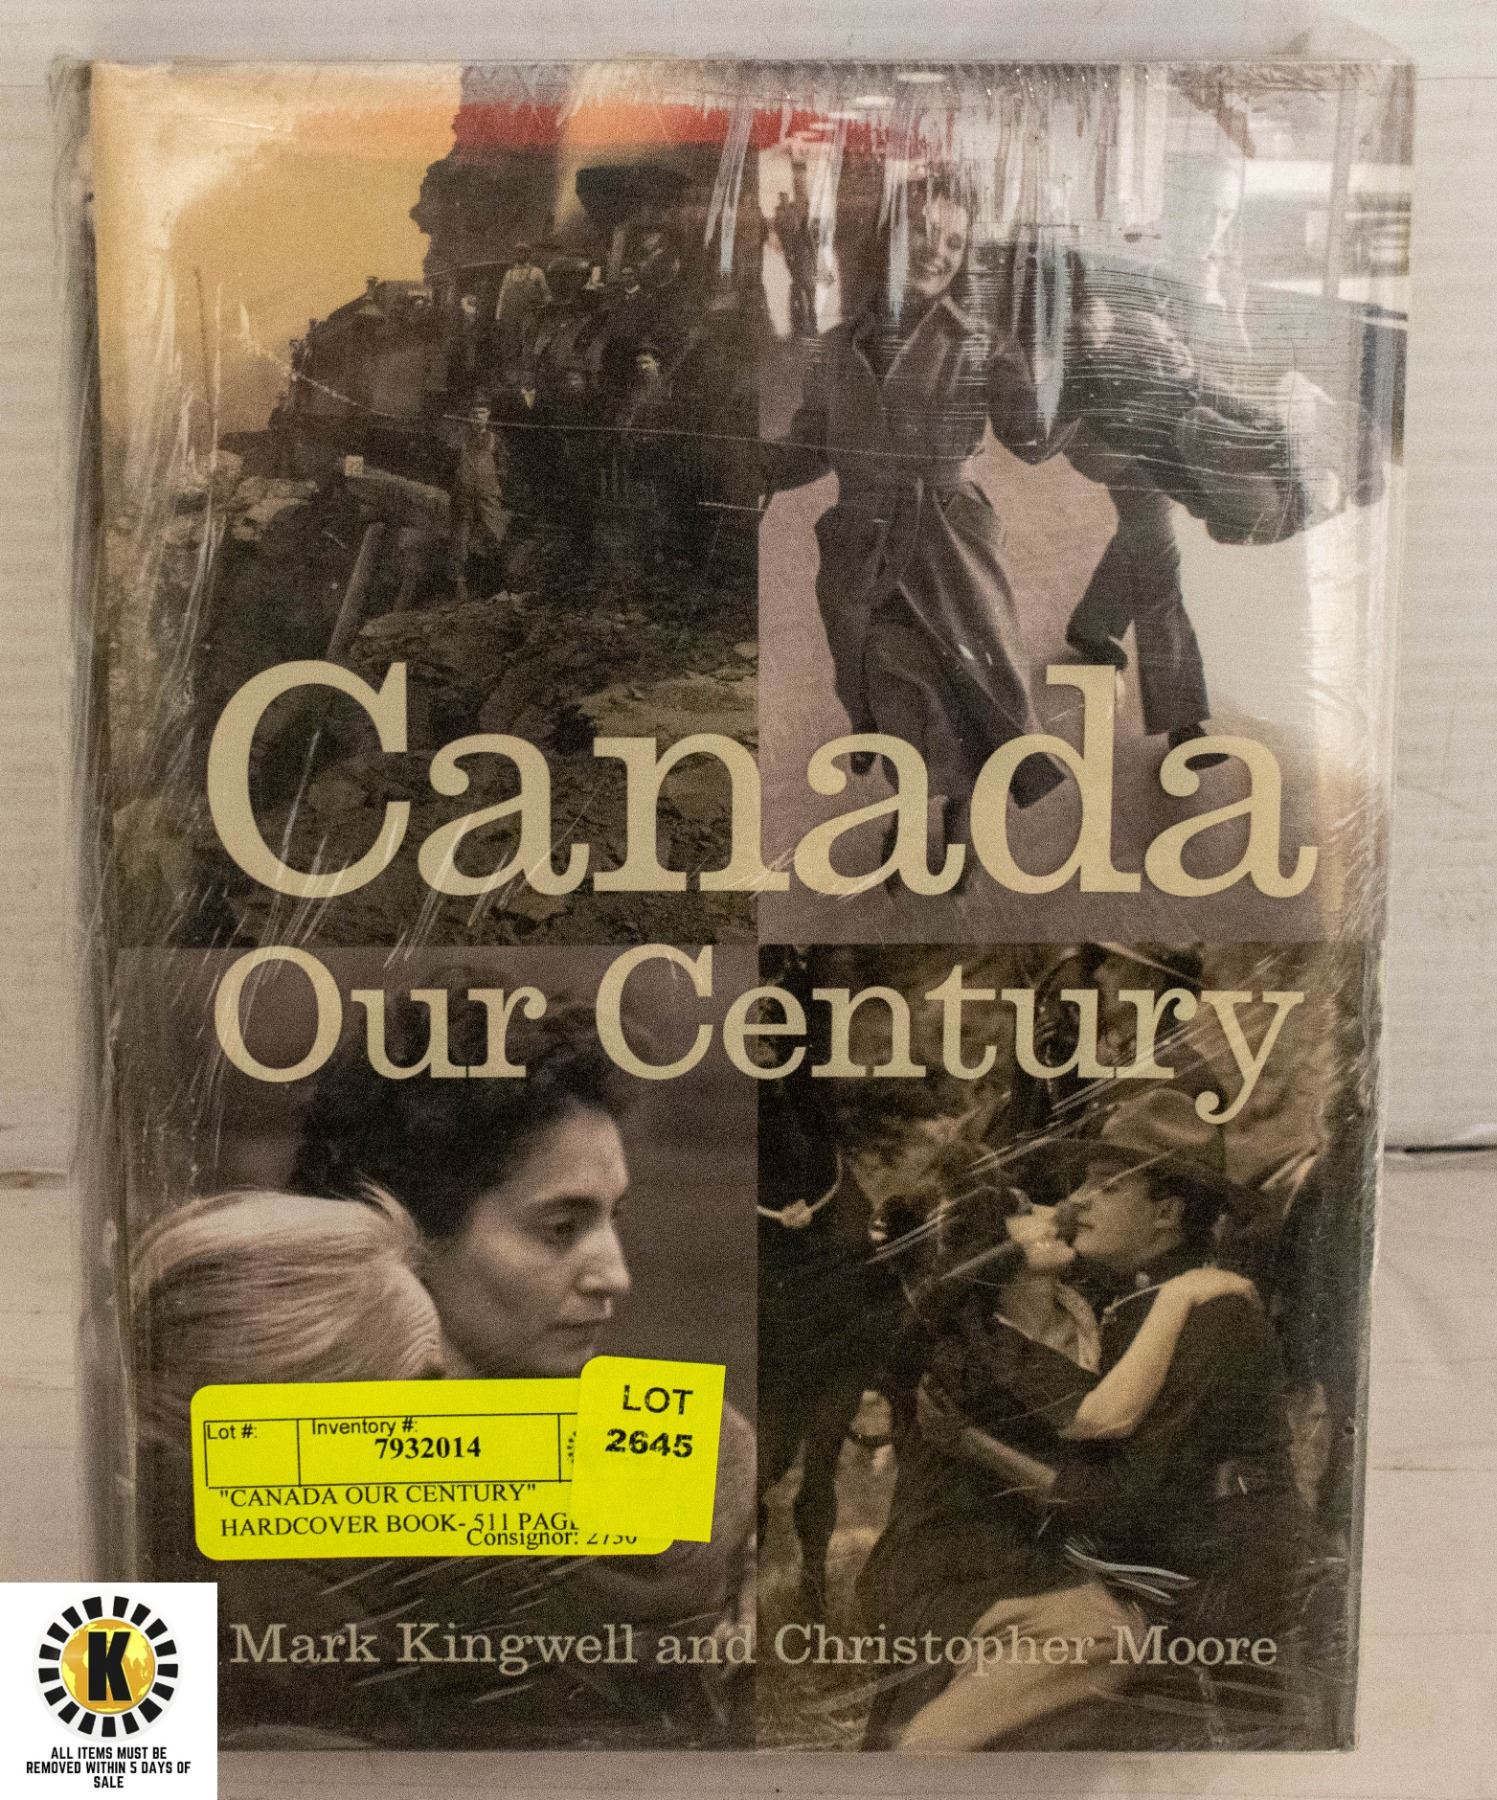 Canada
Our Century
LOT
2645
Lot #:
Inventory #:
7932014
"CANADA OUR CENTURY"
HARDCOVER BOOK- 511
Consignor:
Mark Kingwell and Christopher Moore
K
ALL ITEMS MUST BE
REMOVED WITHIN 5 DAYS OF
SALE